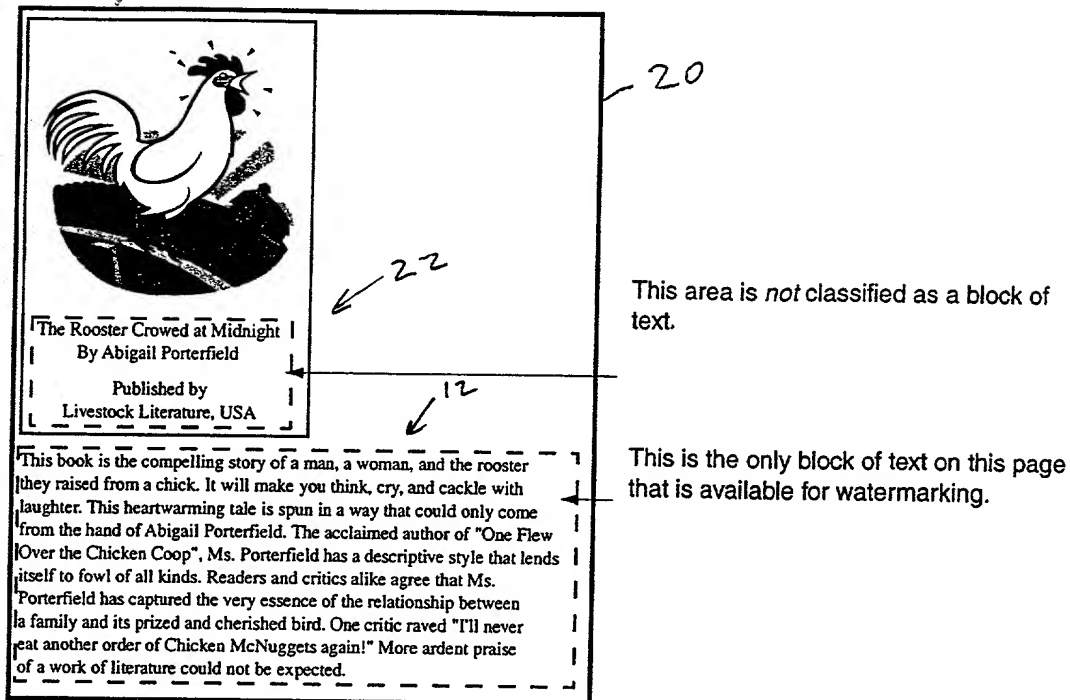 20
22
The Rooster Crowed at Midnight
By Abigail Porterfield
Published by
Livestock Literature, USA
This area is not classified as a block of
text.
12
This book is the compelling story of a man, a woman, and the rooster
they raised from a chick. It will make you think, cry, and cackle with
laughter. This heartwarming tale is spun in a way that could only come
from the hand of Abigail Porterfield. The acclaimed author of "One Flew
Over the Chicken Coop", Ms. Porterfield has a descriptive style that lends
itself to fowl of all kinds. Readers and critics alike agree that Ms.
Porterfield has captured the very essence of the relationship between
a family and its prized and cherished bird. One critic raved "I'll never
eat another order of Chicken McNuggets again!" More ardent praise
of a work of literature could not be expected.
This is the only block of text on this page
that is available for watermarking.